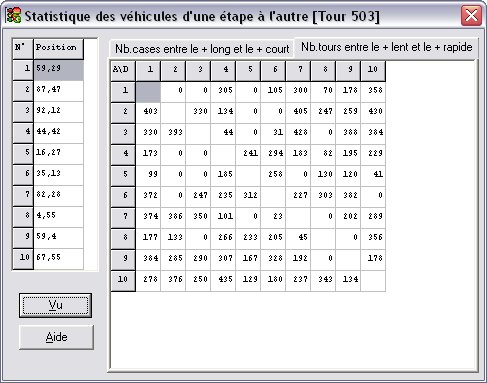 Statistique des véhicules d'une étape à l'autre [Tour 503]
Nb.cases entre le + long et le + court
Nb.tours entre le + lent et le + rapide
N° Position
1 59,29
2 87,47
3 92,12
4 44,42
5 16,27
6 35,13
7 82,28
8 4,55
9 59,4
10 67,55
A\D 1 2 3 4 5 6 7 8 9 10
1 0 0 305 0 105 300 70 178 358
2 403 330 134 0 0 405 247 259 430
3 330 393 44 0 31 428 0 388 384
4 173 0 0 241 294 183 82 195 229
5 99 0 0 185 258 0 130 120 41
6 372 0 247 235 312 227 303 382 0
7 374 386 350 101 0 23 0 202 289
8 177 133 0 266 233 205 45 0 356
9 384 285 290 307 167 328 192 0 178
10 278 376 250 435 129 180 237 343 134
Vu
Aide